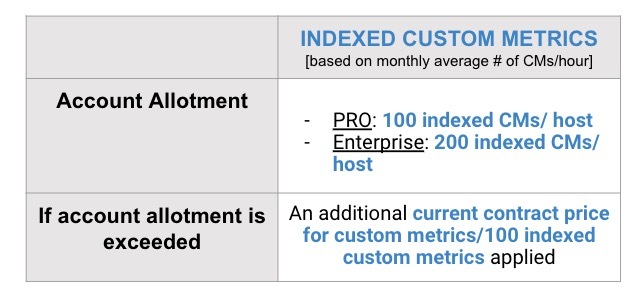 INDEXED CUSTOM METRICS
[based on monthly average # of CMs/hour]
Account Allotment
- PRO: 100 indexed CMs/ host
- Enterprise: 200 indexed CMs/
host
If account allotment is
exceeded
An additional current contract price
for custom metrics/100 indexed
custom metrics applied